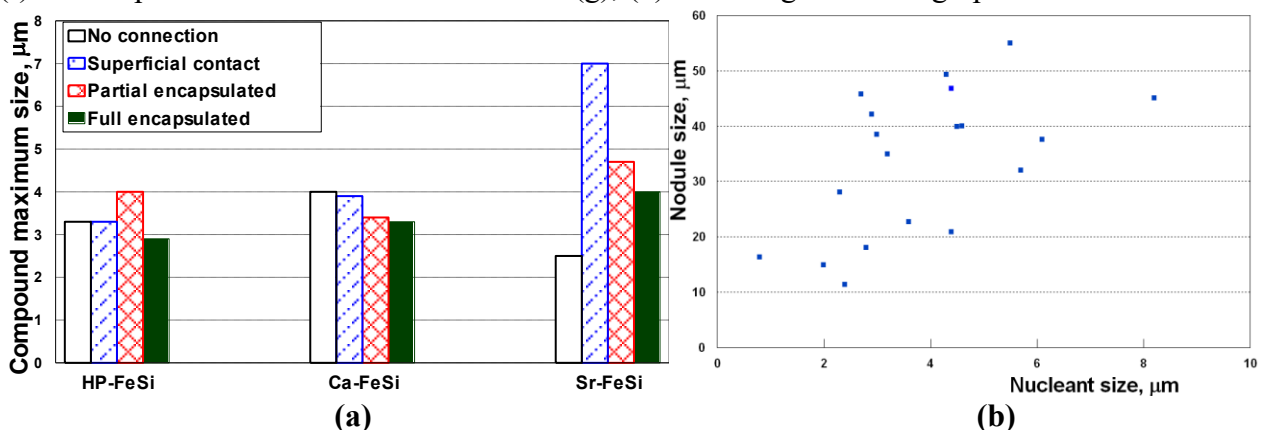 Compound maximum size, μm
8
7
6
5
4
3
2
1
0
No connection
Superficial contact
Partial encapsulated
Full encapsulated
HP-FeSi
Ca-FeSi
Sr-FeSi
(a)
Nodule size, μm
60
50
40
30
20
10
0
0
2
4
6
8
10
Nucleant size, μm
(b)